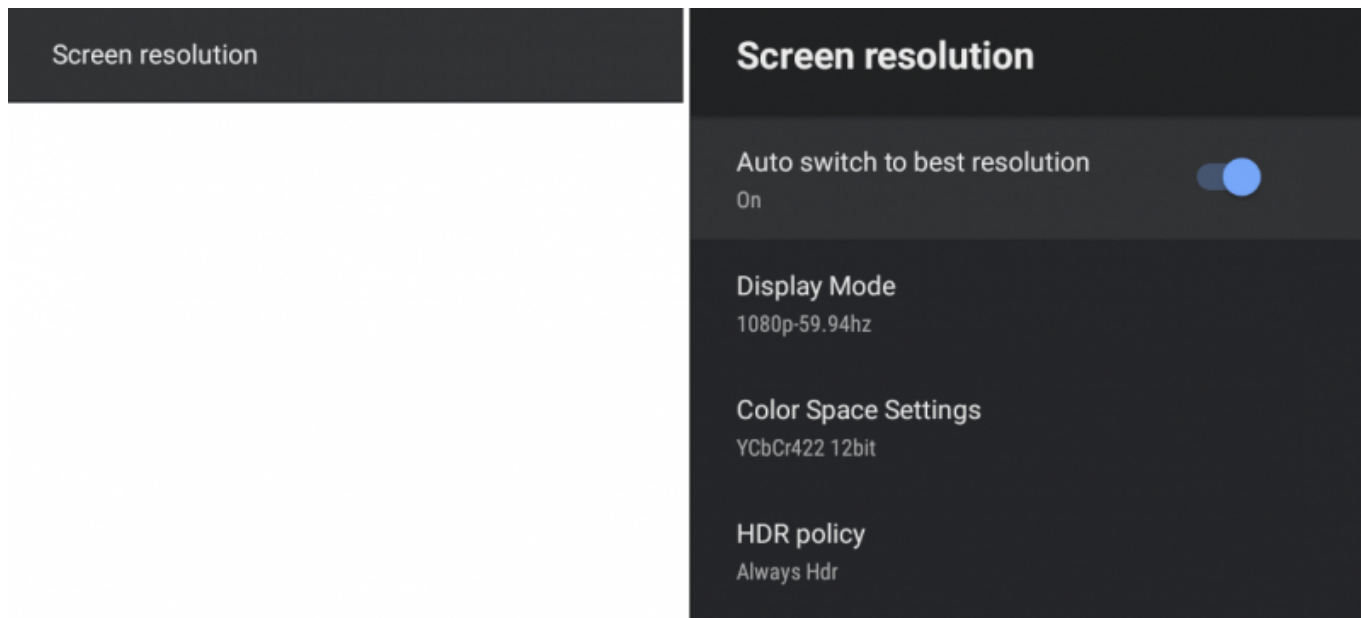 Screen resolution
Screen resolution
Auto switch to best resolution
On
Display Mode
1080p-59.94hz
Color Space Settings
YCbCr422 12bit
HDR policy
Always Hdr